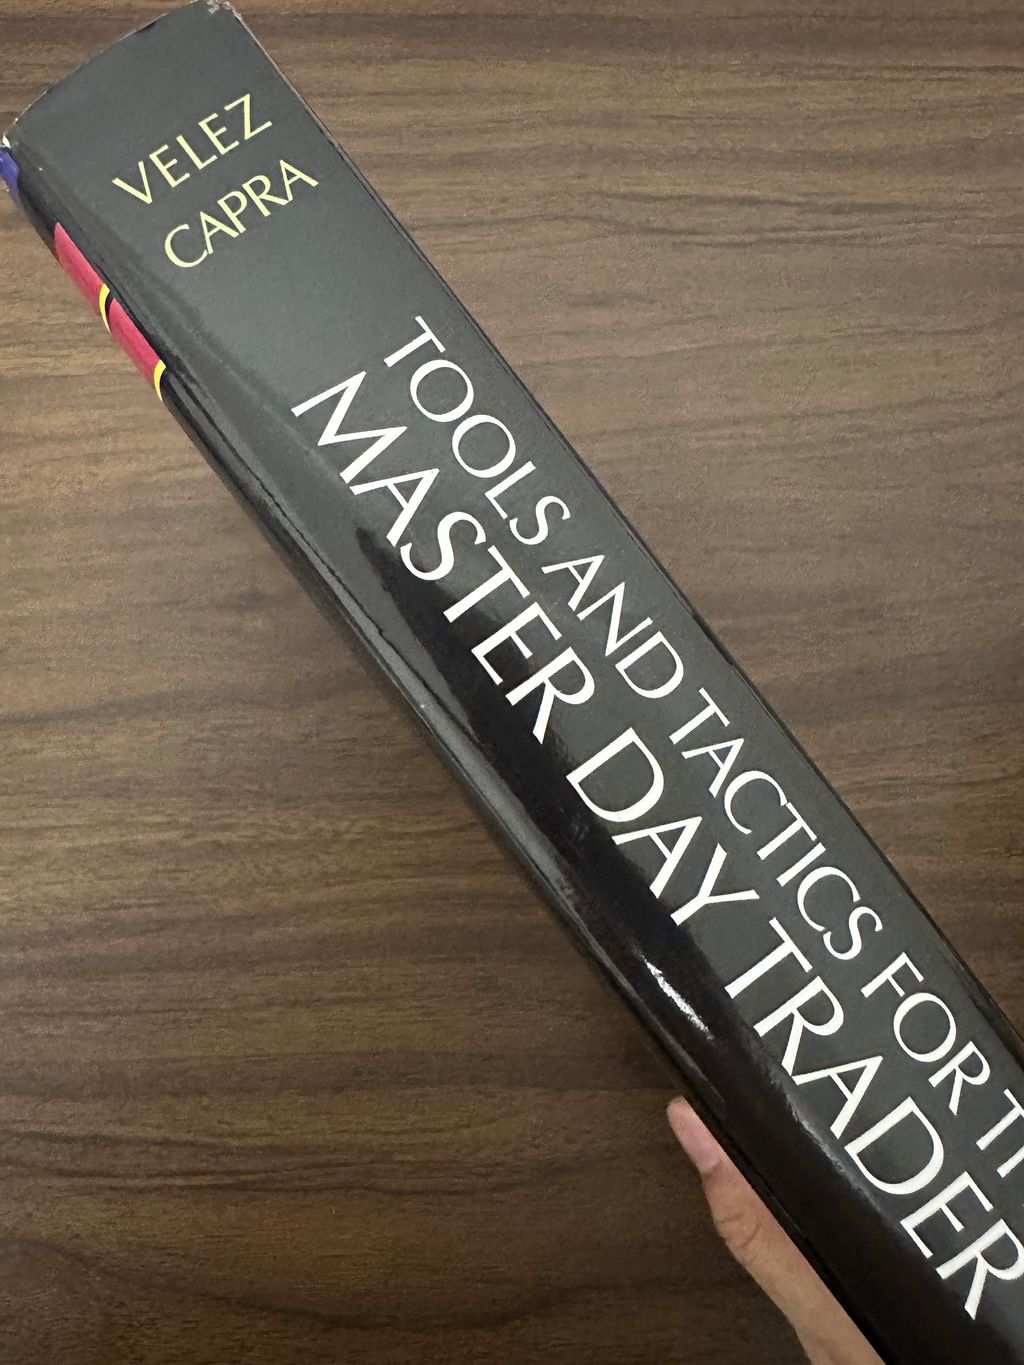 VELEZ
CAPRA
TOOLS AND TACTICS FOR
MASTER DAY TRADER